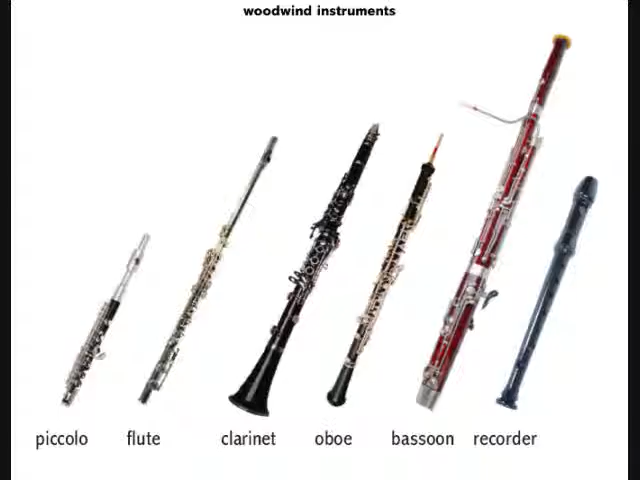 woodwind instruments
piccolo flute clarinet oboe bassoon recorder